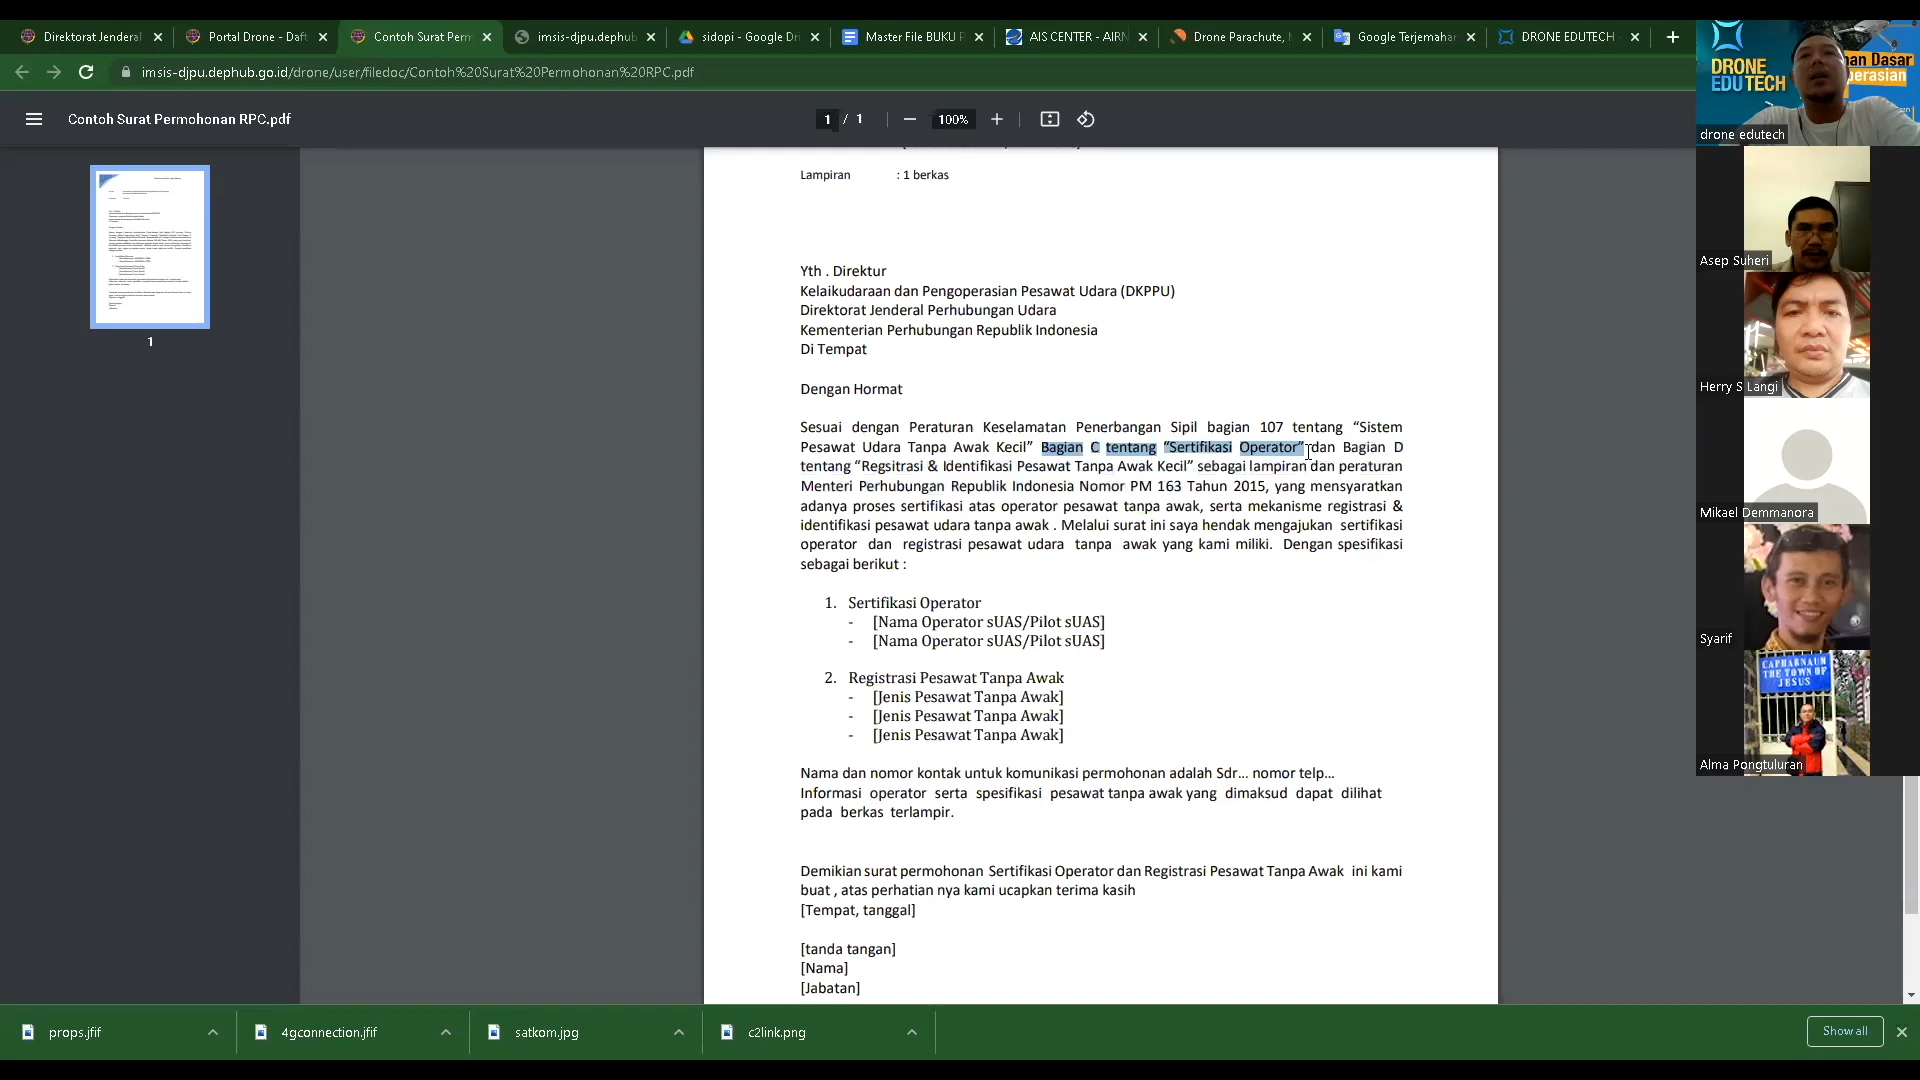 Direktorat Jenderal
Portal Drone - Daft
Contoh Surat Perm
imsis-djpu.dephub
sidopi - Google Dri
Master File BUKU P
AIS CENTER - AIRN
Drone Parachute,
Google Terjemahan
DRONE EDUTECH
imsis-djpu.dephub.go.id/drone/user/filedoc/Contoh%20Surat%20Permohonan%20RPC.pdf
Contoh Surat Permohonan RPC.pdf
1 / 1
100%
1
Lampiran : 1 berkas
Yth . Direktur
Kelaikudaraan dan Pengoperasian Pesawat Udara (DKPPU)
Direktorat Jenderal Perhubungan Udara
Kementerian Perhubungan Republik Indonesia
Di Tempat
Dengan Hormat
Sesuai dengan Peraturan Keselamatan Penerbangan Sipil bagian 107 tentang “Sistem
Pesawat Udara Tanpa Awak Kecil” Bagian C tentang “Sertifikasi Operator” dan Bagian D
tentang “Regsitrasi & Identifikasi Pesawat Tanpa Awak Kecil” sebagai lampiran dan peraturan
Menteri Perhubungan Republik Indonesia Nomor PM 163 Tahun 2015, yang mensyaratkan
adanya proses sertifikasi atas operator pesawat tanpa awak, serta mekanisme registrasi &
identifikasi pesawat udara tanpa awak . Melalui surat ini saya hendak mengajukan sertifikasi
operator dan registrasi pesawat udara tanpa awak yang kami miliki. Dengan spesifikasi
sebagai berikut :
1. Sertifikasi Operator
- [Nama Operator sUAS/Pilot sUAS]
- [Nama Operator sUAS/Pilot sUAS]
2. Registrasi Pesawat Tanpa Awak
- [Jenis Pesawat Tanpa Awak]
- [Jenis Pesawat Tanpa Awak]
- [Jenis Pesawat Tanpa Awak]
Nama dan nomor kontak untuk komunikasi permohonan adalah Sdr... nomor telp...
Informasi operator serta spesifikasi pesawat tanpa awak yang dimaksud dapat dilihat
pada berkas terlampir.
Demikian surat permohonan Sertifikasi Operator dan Registrasi Pesawat Tanpa Awak ini kami
buat , atas perhatian nya kami ucapkan terima kasih
[Tempat, tanggal]
[tanda tangan]
[Nama]
[Jabatan]
DRONE
EDUTECH
an Dasar
perasian
drone edutech
Asep Suheri
Herry S Langi
Mikael Demmanora
Syarif
CAPHARNAUM
THE TOWN OF
JESUS
Alma Pongtuluran
props.jfif
4gconnection.jfif
satkom.jpg
c2link.png
Show all